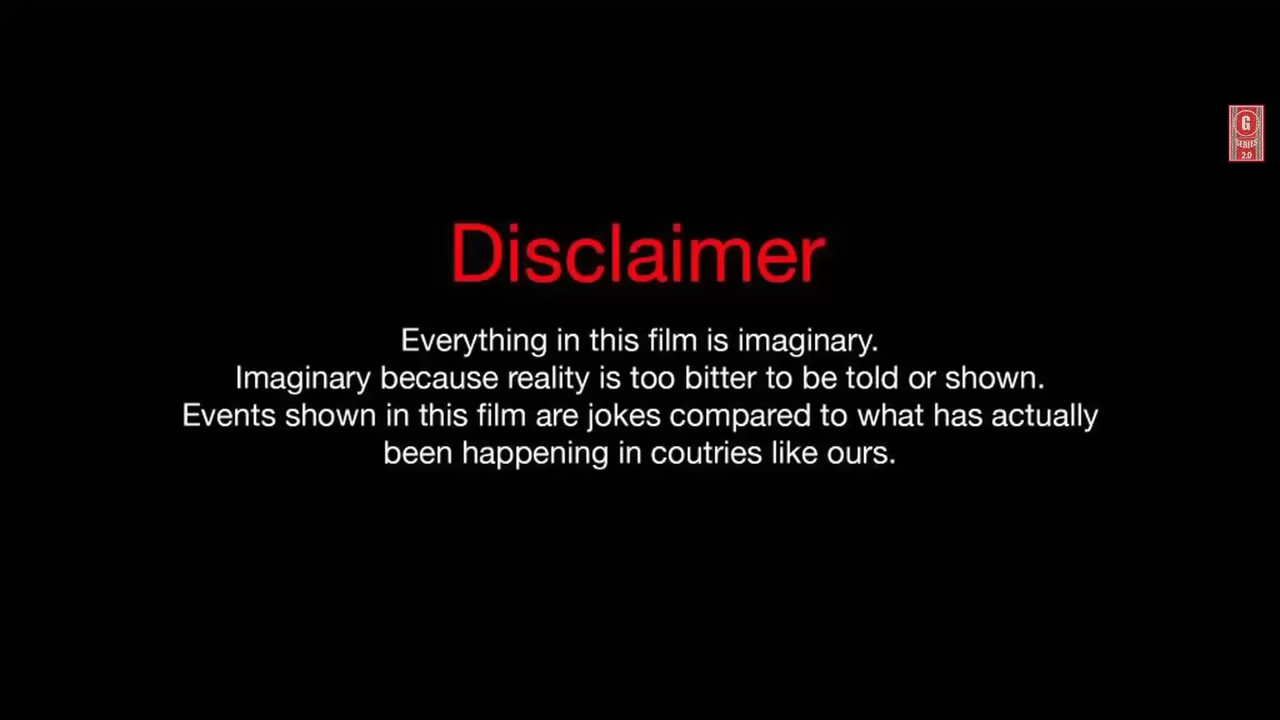 G
SERIES
2.0
Disclaimer
Everything in this film is imaginary.
Imaginary because reality is too bitter to be told or shown.
Events shown in this film are jokes compared to what has actually
been happening in coutries like ours.